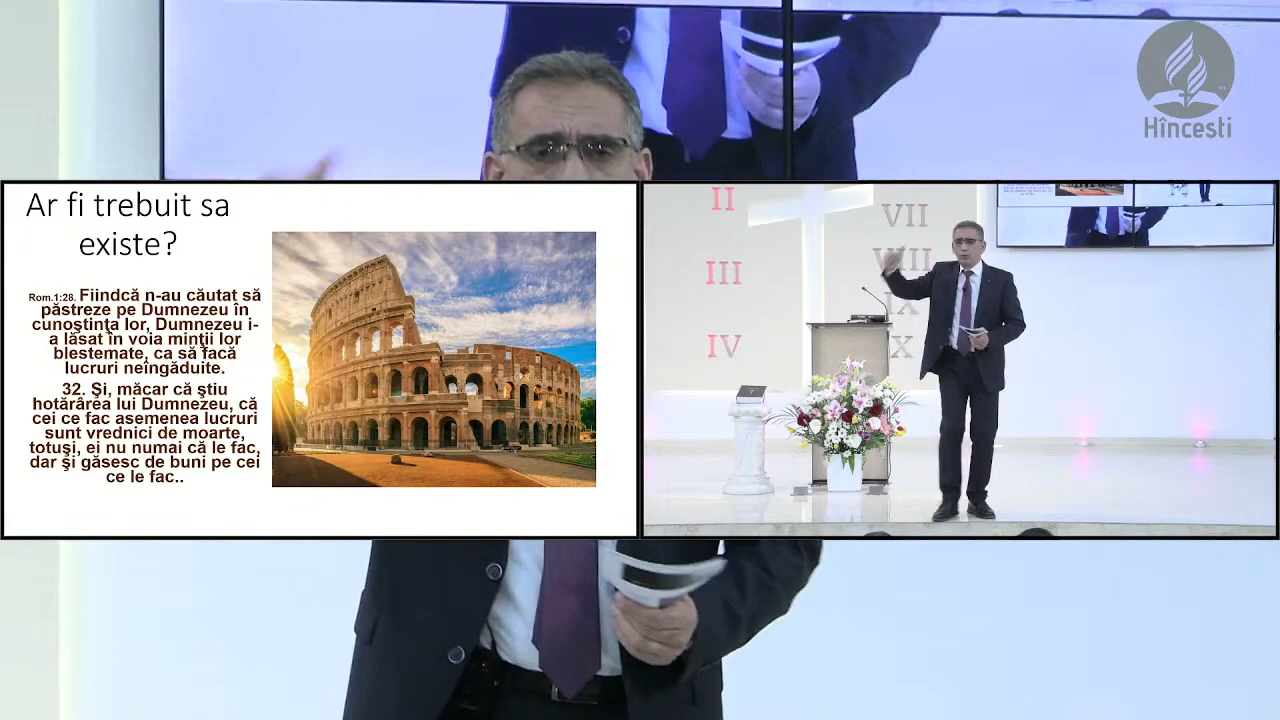 Hîncești
Ar fi trebuit sa
existe?
Rom.1:28. Fiindcă n-au căutat să
păstreze pe Dumnezeu în
cunoştinţa lor, Dumnezeu i-
a lăsat în voia minţii lor
blestemate, ca să facă
lucruri neîngăduite.
32. Şi, măcar că ştiu
hotărârea lui Dumnezeu, că
cei ce fac asemenea lucruri
sunt vrednici de moarte,
totuşi, ei nu numai că le fac,
dar şi găsesc de buni pe cei
ce le fac..
II
III
IV
VII
VIII
IX
X